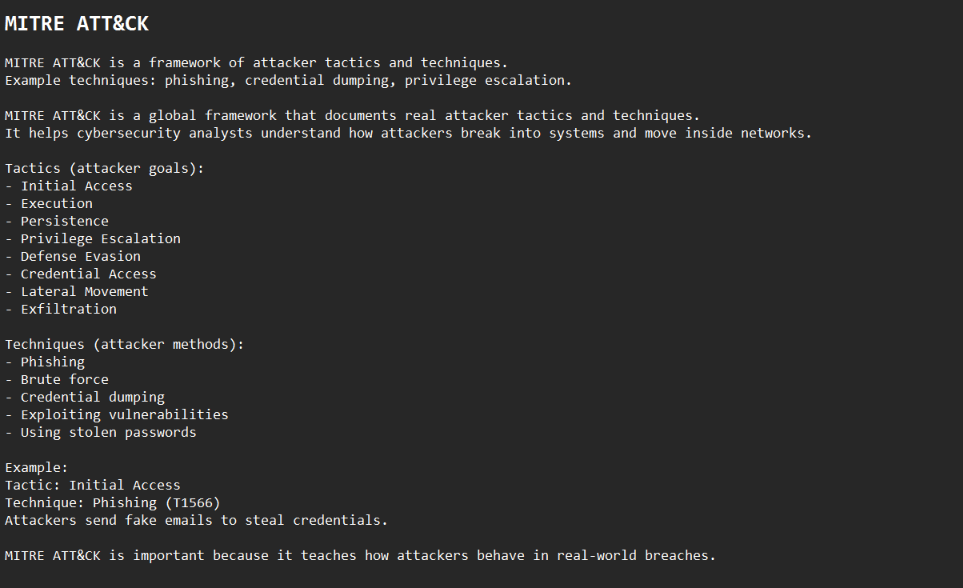 MITRE ATT&CK
MITRE ATT&CK is a framework of attacker tactics and techniques.
Example techniques: phishing, credential dumping, privilege escalation.
MITRE ATT&CK is a global framework that documents real attacker tactics and techniques.
It helps cybersecurity analysts understand how attackers break into systems and move inside networks.
Tactics (attacker goals):
- Initial Access
- Execution
- Persistence
- Privilege Escalation
- Defense Evasion
- Credential Access
- Lateral Movement
- Exfiltration
Techniques (attacker methods):
- Phishing
- Brute force
- Credential dumping
- Exploiting vulnerabilities
- Using stolen passwords
Example:
Tactic: Initial Access
Technique: Phishing (T1566)
Attackers send fake emails to steal credentials.
MITRE ATT&CK is important because it teaches how attackers behave in real-world breaches.